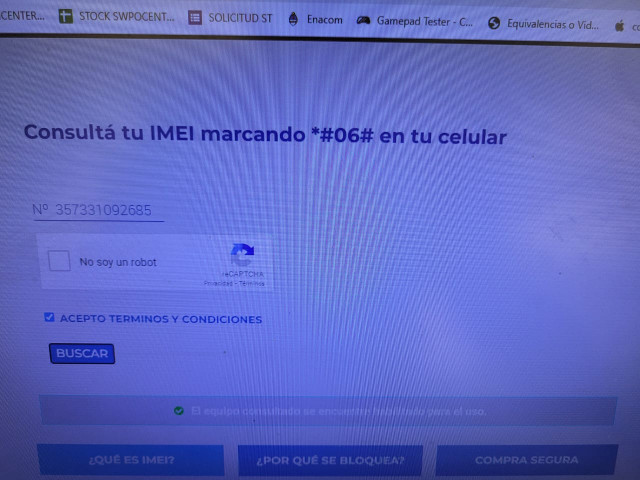 CENTER...
STOCK SWPOCENT...
SOLICITUD ST
Enacom
Gamepad Tester - C...
Equivalencias o Vid...
Consultá tu IMEI marcando *#06# en tu celular
Nº 357331092685
No soy un robot
reCAPTCHA
Privacidad - Términos
ACEPTO TERMINOS Y CONDICIONES
BUSCAR
El equipo consultado se encuentra habilitado para el uso.
¿QUÉ ES IMEI?
¿POR QUÉ SE BLOQUEA?
COMPRA SEGURA